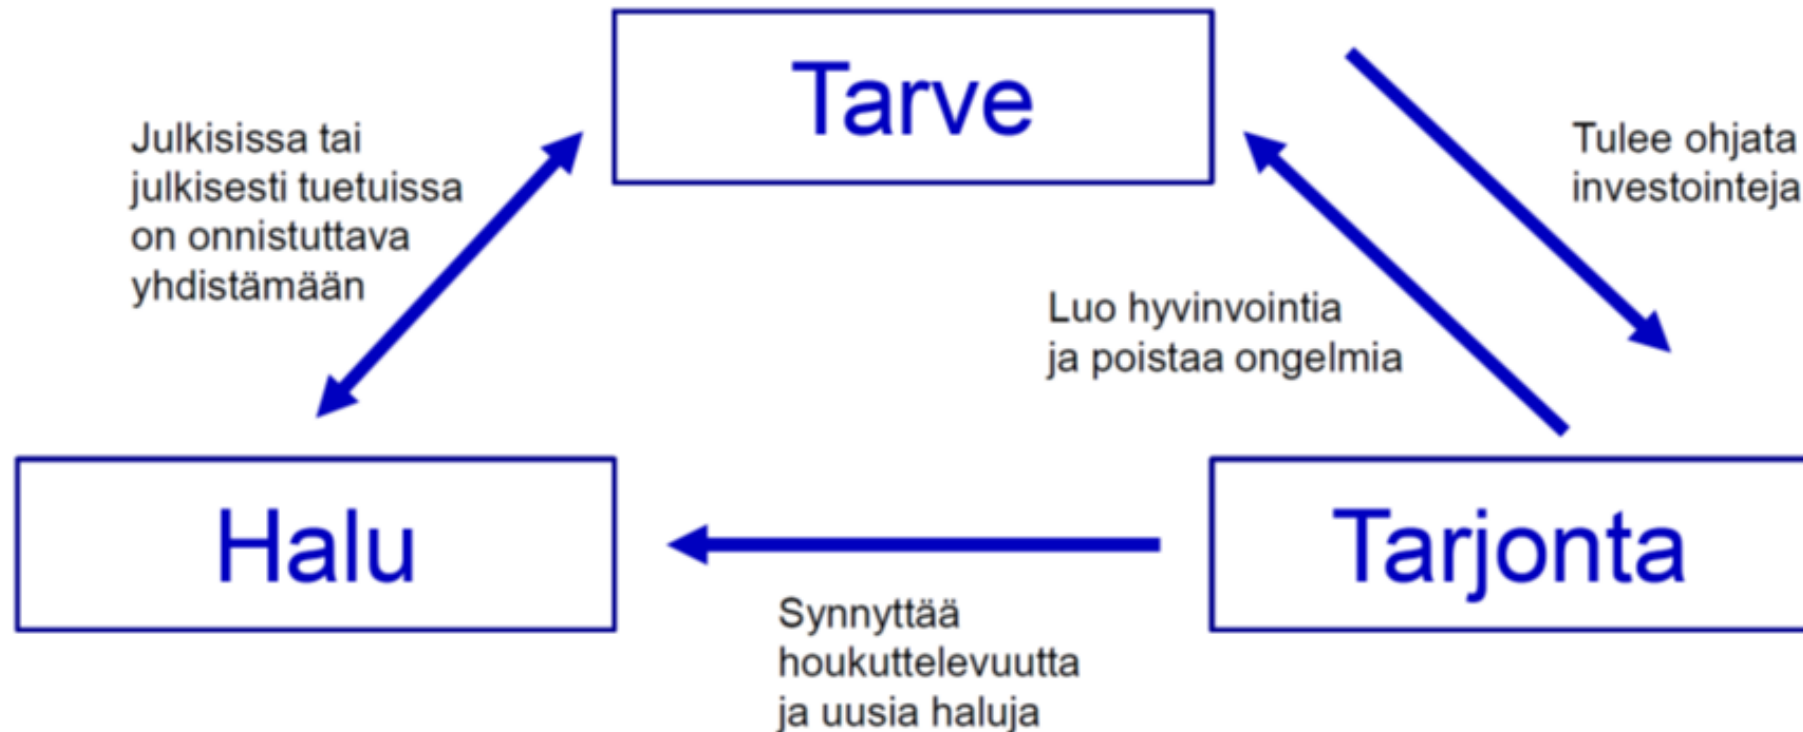 Tarve
Julkisissa tai
julkisesti tuetuissa
on onnistuttava
yhdistämään
Tulee ohjata
investointeja
Luo hyvinvointia
ja poistaa ongelmia
Halu
Tarjonta
Synnyttää
houkuttelevuutta
ja uusia haluja